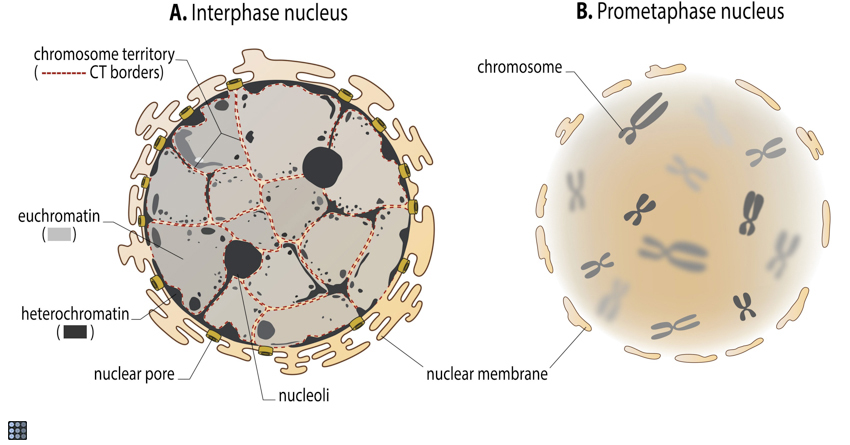 A. Interphase nucleus
chromosome territory
( -------- CT borders)
euchromatin
( )
heterochromatin
( )
nuclear pore
nucleoli
B. Prometaphase nucleus
chromosome
nuclear membrane